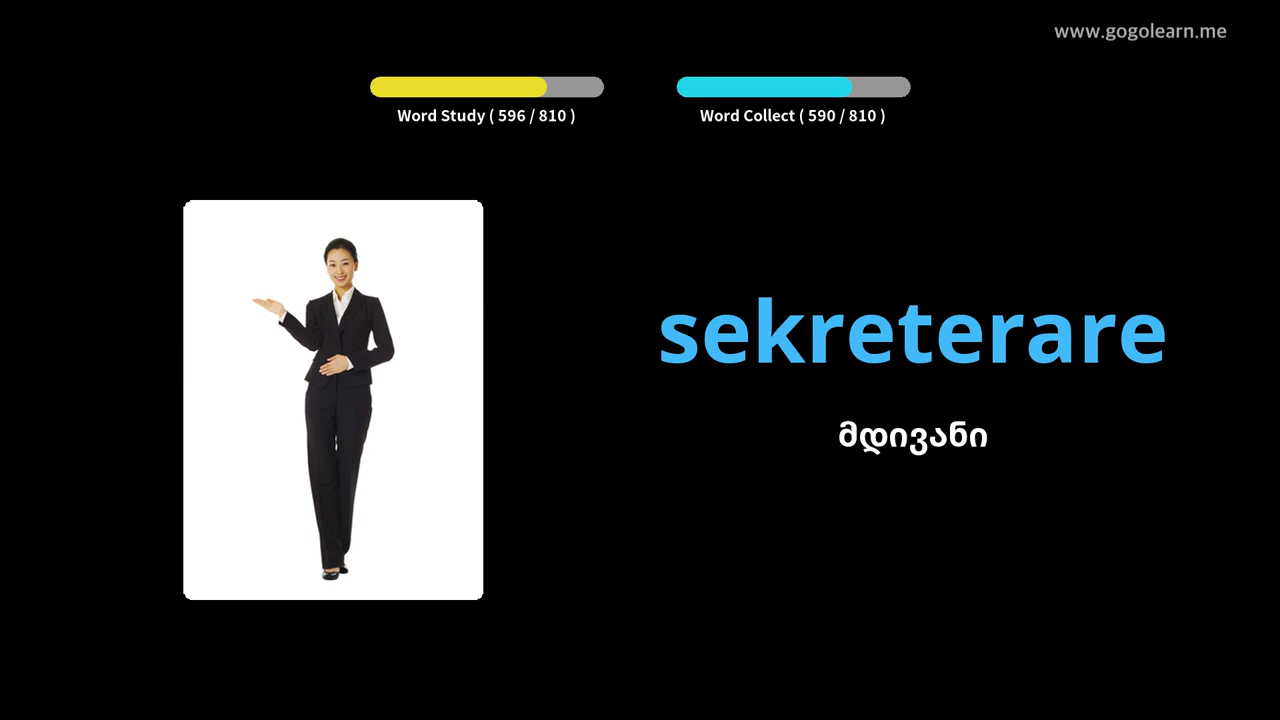 www.gogolearn.me
Word Study ( 596 / 810 )
Word Collect ( 590 / 810 )
sekreterare
მდივანი